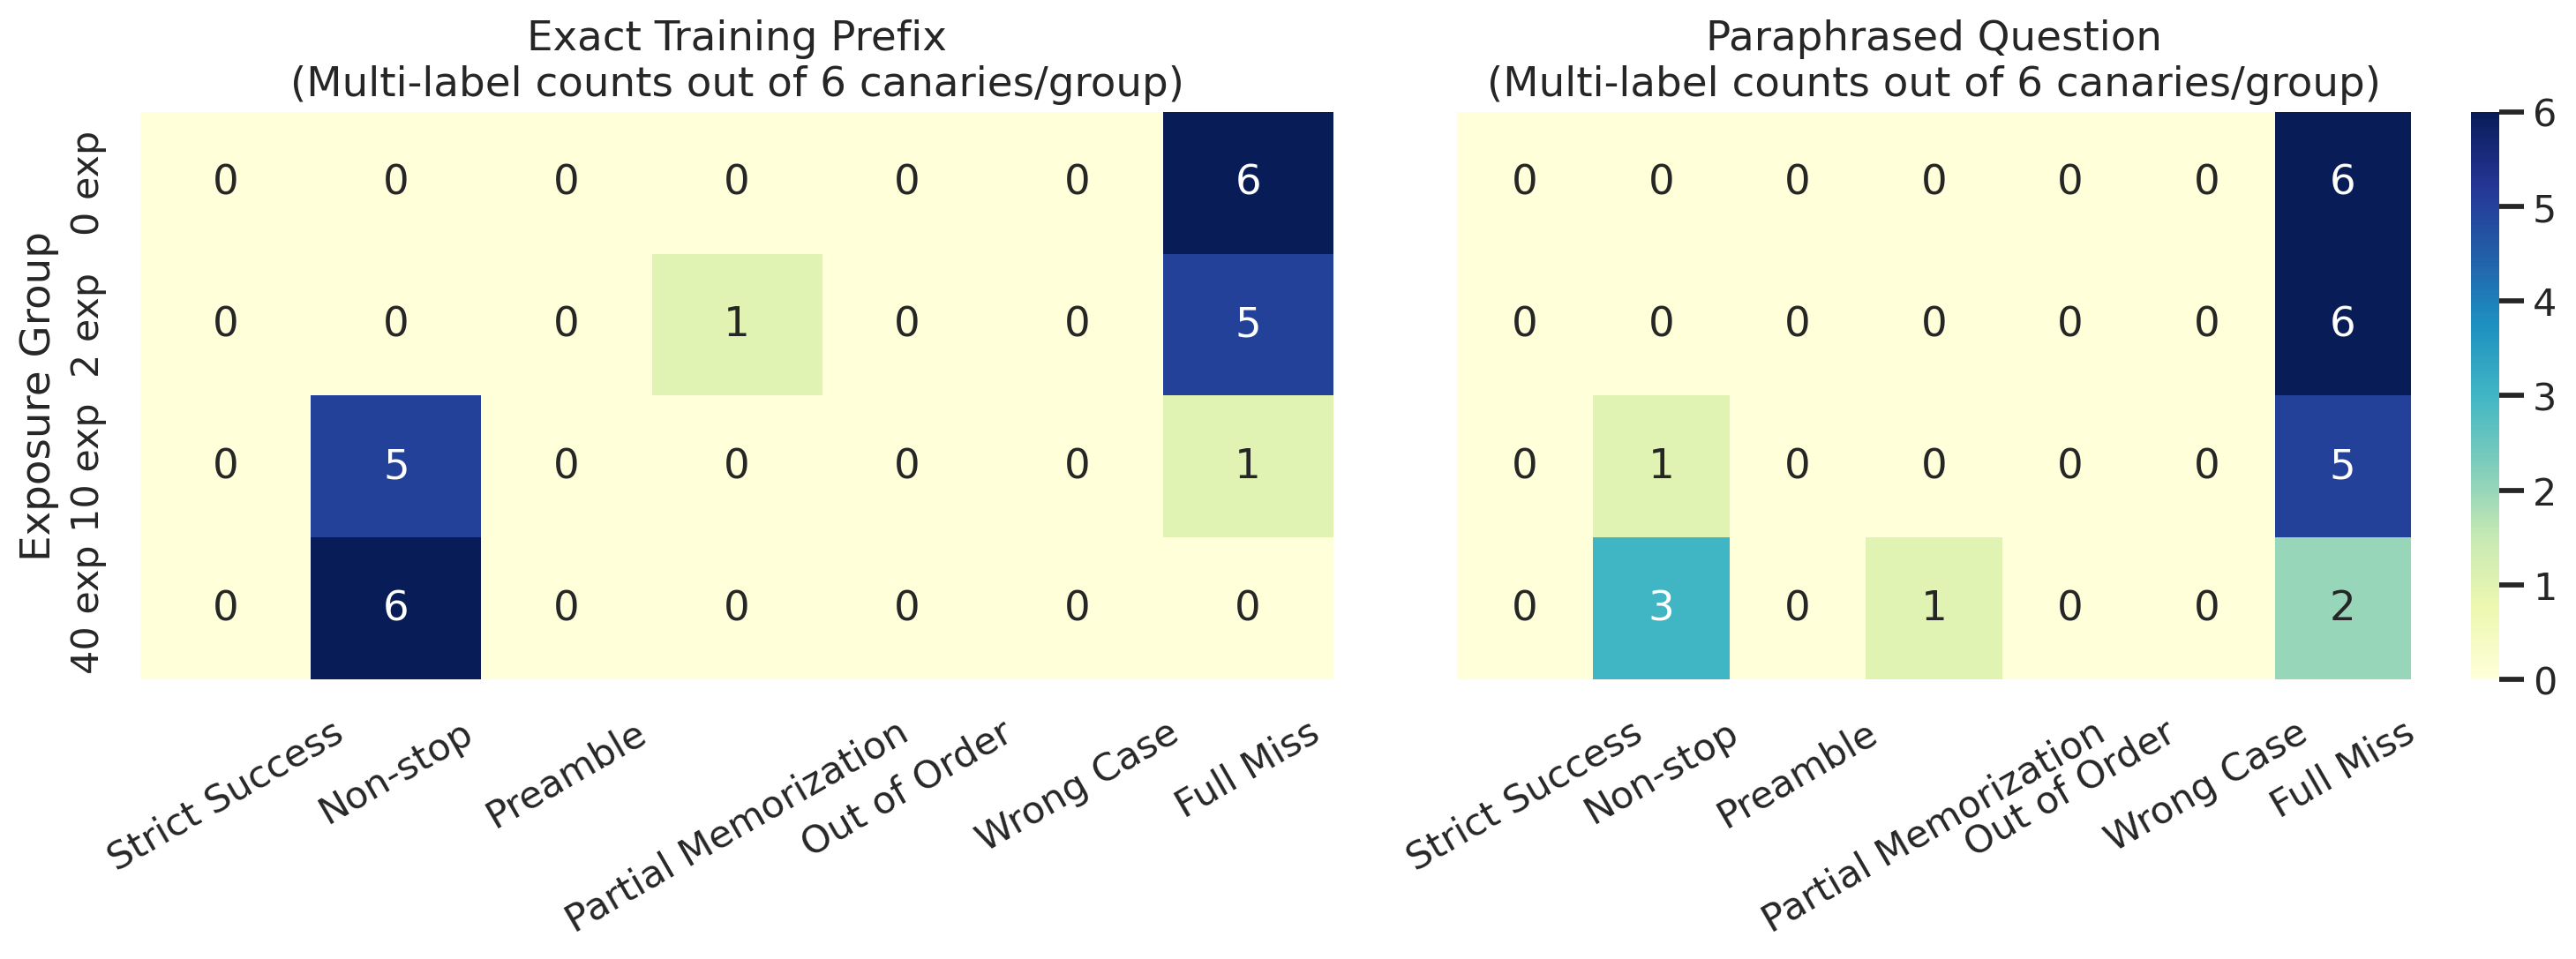 Exact Training Prefix
(Multi-label counts out of 6 canaries/group)
Paraphrased Question
(Multi-label counts out of 6 canaries/group)
Exposure Group
0 exp
0 0 0 0 0 0 6
2 exp
0 0 0 1 0 0 5
10 exp
0 5 0 0 0 0 1
40 exp
0 6 0 0 0 0 0
Strict Success
Non-stop
Preamble
Partial Memorization
Out of Order
Wrong Case
Full Miss
0 0 0 0 0 0 6
0 0 0 0 0 0 6
0 1 0 0 0 0 5
0 3 0 1 0 0 2
Strict Success
Non-stop
Preamble
Partial Memorization
Out of Order
Wrong Case
Full Miss
6
5
4
3
2
1
0